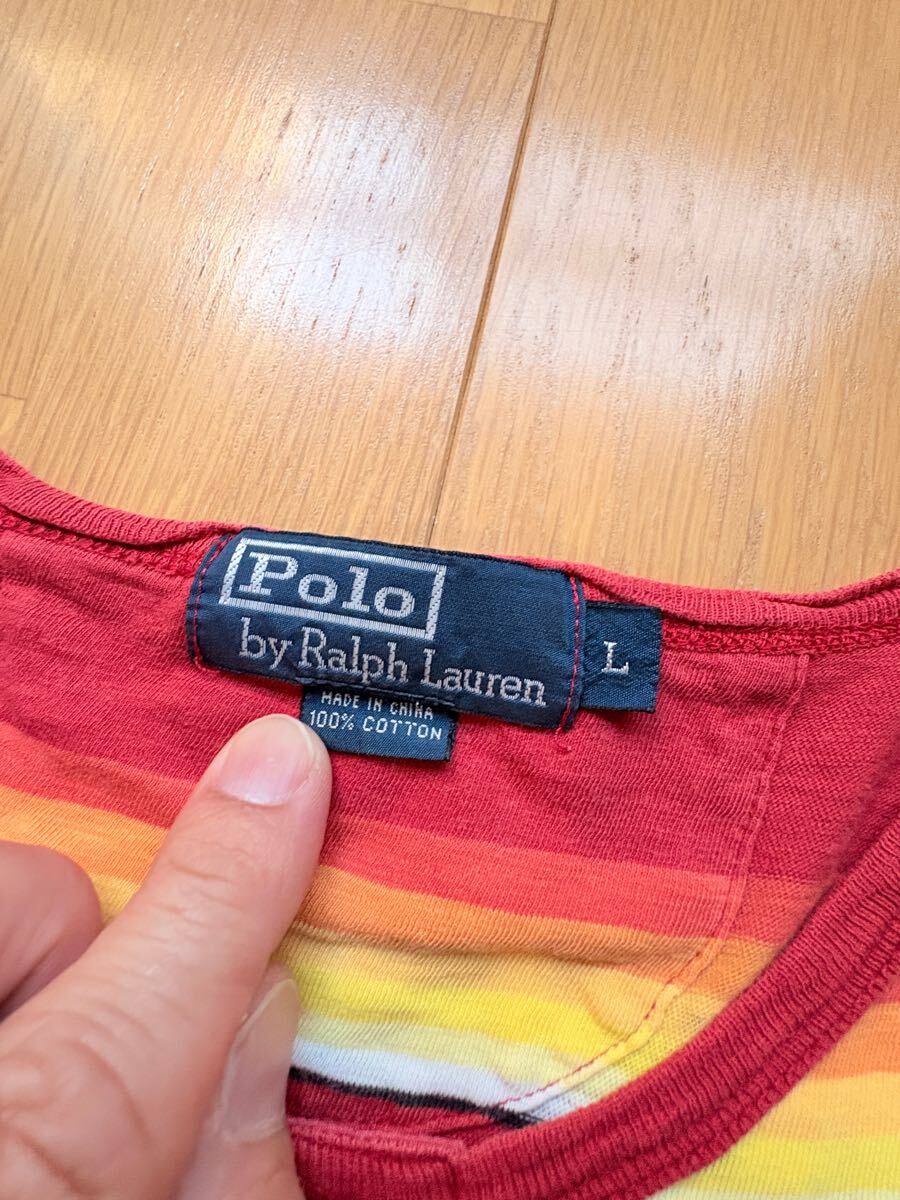 Polo
by Ralph Lauren
L
MADE IN CHINA
100% COTTON